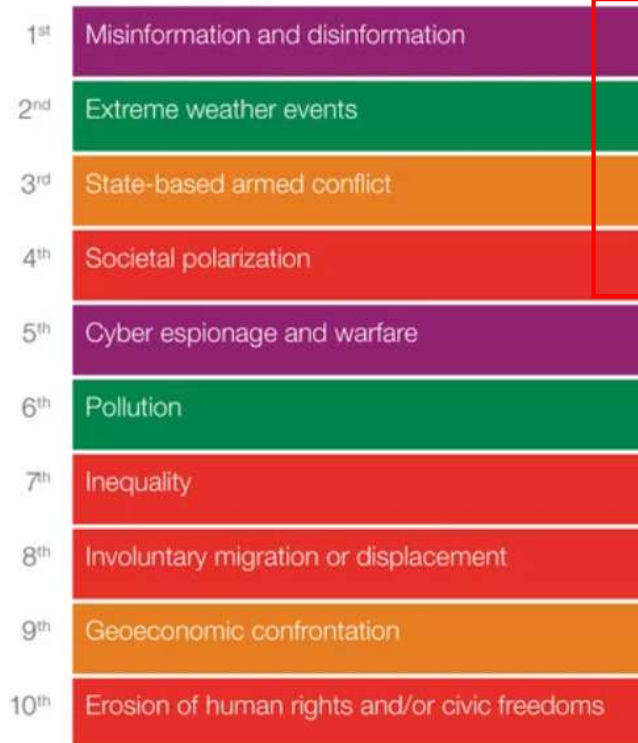 1st Misinformation and disinformation
2nd Extreme weather events
3rd State-based armed conflict
4th Societal polarization
5th Cyber espionage and warfare
6th Pollution
7th Inequality
8th Involuntary migration or displacement
9th Geoeconomic confrontation
10th Erosion of human rights and/or civic freedoms